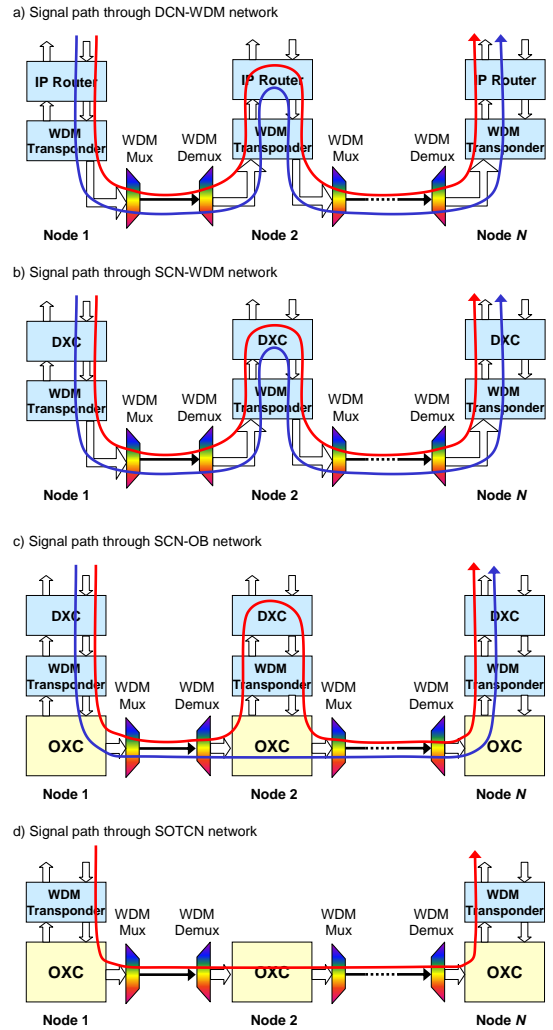 a) Signal path through DCN-WDM network
IP Router
IP Router
IP Router
WDM
Transponder
WDM
Mux
WDM
Demux
WDM
Transponder
WDM
Mux
WDM
Demux
WDM
Transponder
Node 1
Node 2
Node N
b) Signal path through SCN-WDM network
DXC
DXC
DXC
WDM
Transponder
WDM
Mux
WDM
Demux
WDM
Transponder
WDM
Mux
WDM
Demux
WDM
Transponder
Node 1
Node 2
Node N
c) Signal path through SCN-OB network
DXC
DXC
DXC
WDM
Transponder
WDM
Mux
WDM
Demux
WDM
Transponder
WDM
Mux
WDM
Demux
WDM
Transponder
OXC
OXC
OXC
Node 1
Node 2
Node N
d) Signal path through SOTCN network
WDM
Transponder
WDM
Mux
WDM
Demux
WDM
Mux
WDM
Demux
WDM
Transponder
OXC
OXC
OXC
Node 1
Node 2
Node N